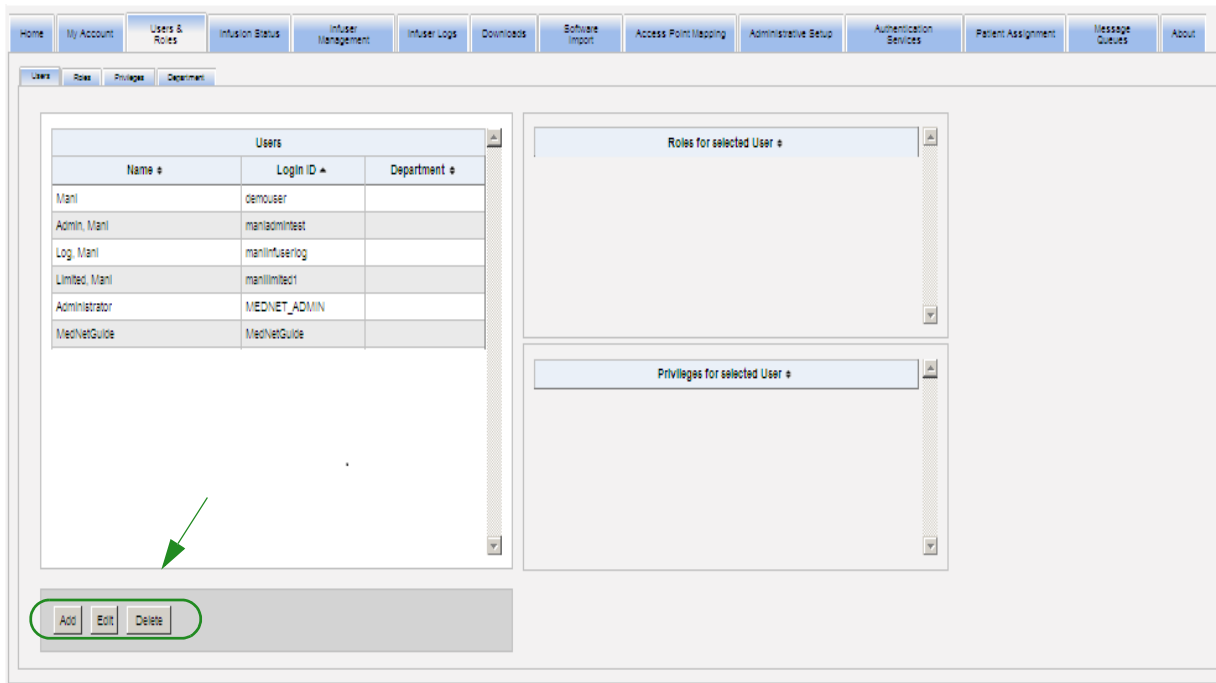 Home My Account Users & Roles Infusion Status Infuser Management Infuser Logs Downloads Software Import Access Point Mapping Administrative Setup Authentication Services Patient Assignment Message Queues About
Users Roles Privileges Department
Users
Name Login ID Department
Mani demouser
Admin, Mani maniadmintest
Log, Mani maniinfuserlog
Limited, Mani manilimited1
Administrator MEDNET_ADMIN
MedNetGuide MedNetGuide
Roles for selected User
Privileges for selected User
Add Edit Delete